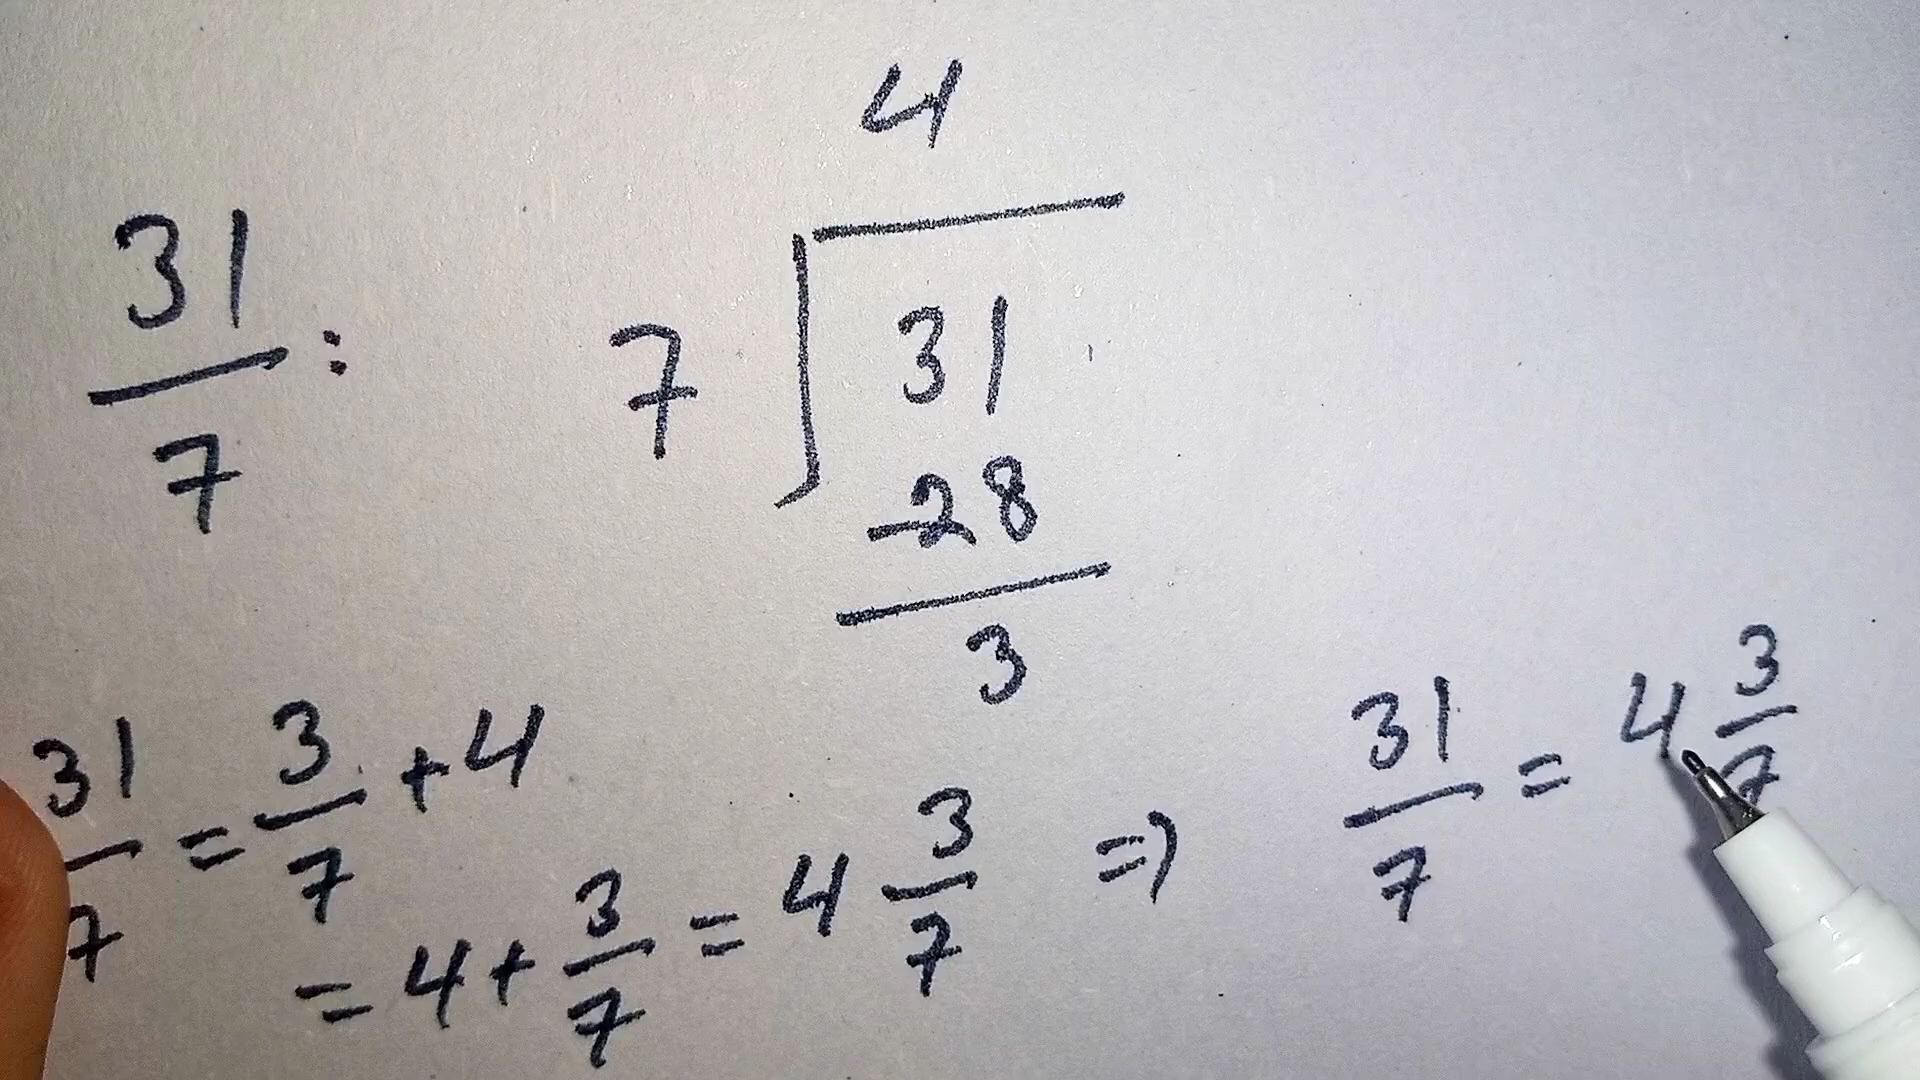 4
31/7 : 7 31
-28
3
31/7 = 3/7 + 4
= 4 + 3/7 = 4 3/7 => 31/7 = 4 3/7